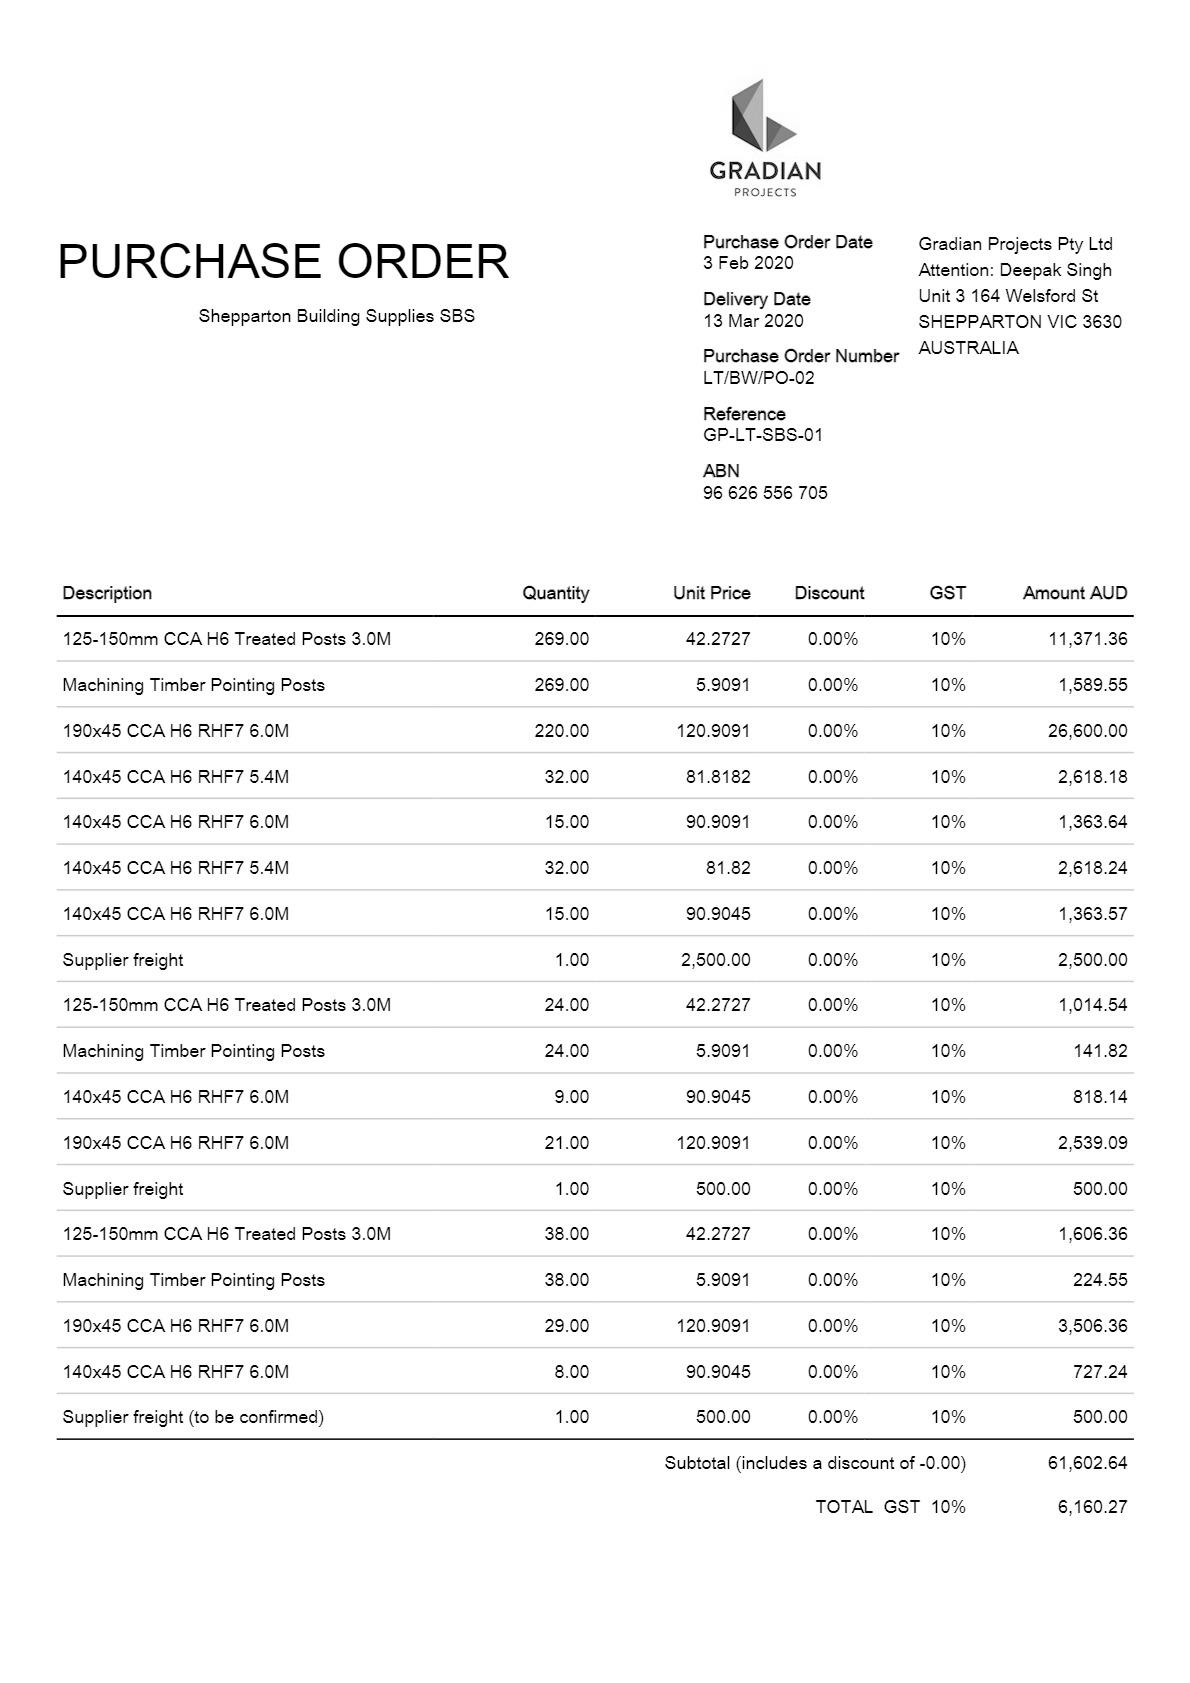 GRADIAN
PROJECTS
PURCHASE ORDER
Shepparton Building Supplies SBS
Purchase Order Date
3 Feb 2020
Delivery Date
13 Mar 2020
Purchase Order Number
LT/BW/PO-02
Reference
GP-LT-SBS-01
ABN
96 626 556 705
Gradian Projects Pty Ltd
Attention: Deepak Singh
Unit 3 164 Welsford St
SHEPPARTON VIC 3630
AUSTRALIA
Description Quantity Unit Price Discount GST Amount AUD
125-150mm CCA H6 Treated Posts 3.0M 269.00 42.2727 0.00% 10% 11,371.36
Machining Timber Pointing Posts 269.00 5.9091 0.00% 10% 1,589.55
190x45 CCA H6 RHF7 6.0M 220.00 120.9091 0.00% 10% 26,600.00
140x45 CCA H6 RHF7 5.4M 32.00 81.8182 0.00% 10% 2,618.18
140x45 CCA H6 RHF7 6.0M 15.00 90.9091 0.00% 10% 1,363.64
140x45 CCA H6 RHF7 5.4M 32.00 81.82 0.00% 10% 2,618.24
140x45 CCA H6 RHF7 6.0M 15.00 90.9045 0.00% 10% 1,363.57
Supplier freight 1.00 2,500.00 0.00% 10% 2,500.00
125-150mm CCA H6 Treated Posts 3.0M 24.00 42.2727 0.00% 10% 1,014.54
Machining Timber Pointing Posts 24.00 5.9091 0.00% 10% 141.82
140x45 CCA H6 RHF7 6.0M 9.00 90.9045 0.00% 10% 818.14
190x45 CCA H6 RHF7 6.0M 21.00 120.9091 0.00% 10% 2,539.09
Supplier freight 1.00 500.00 0.00% 10% 500.00
125-150mm CCA H6 Treated Posts 3.0M 38.00 42.2727 0.00% 10% 1,606.36
Machining Timber Pointing Posts 38.00 5.9091 0.00% 10% 224.55
190x45 CCA H6 RHF7 6.0M 29.00 120.9091 0.00% 10% 3,506.36
140x45 CCA H6 RHF7 6.0M 8.00 90.9045 0.00% 10% 727.24
Supplier freight (to be confirmed) 1.00 500.00 0.00% 10% 500.00
Subtotal (includes a discount of -0.00) 61,602.64
TOTAL GST 10% 6,160.27